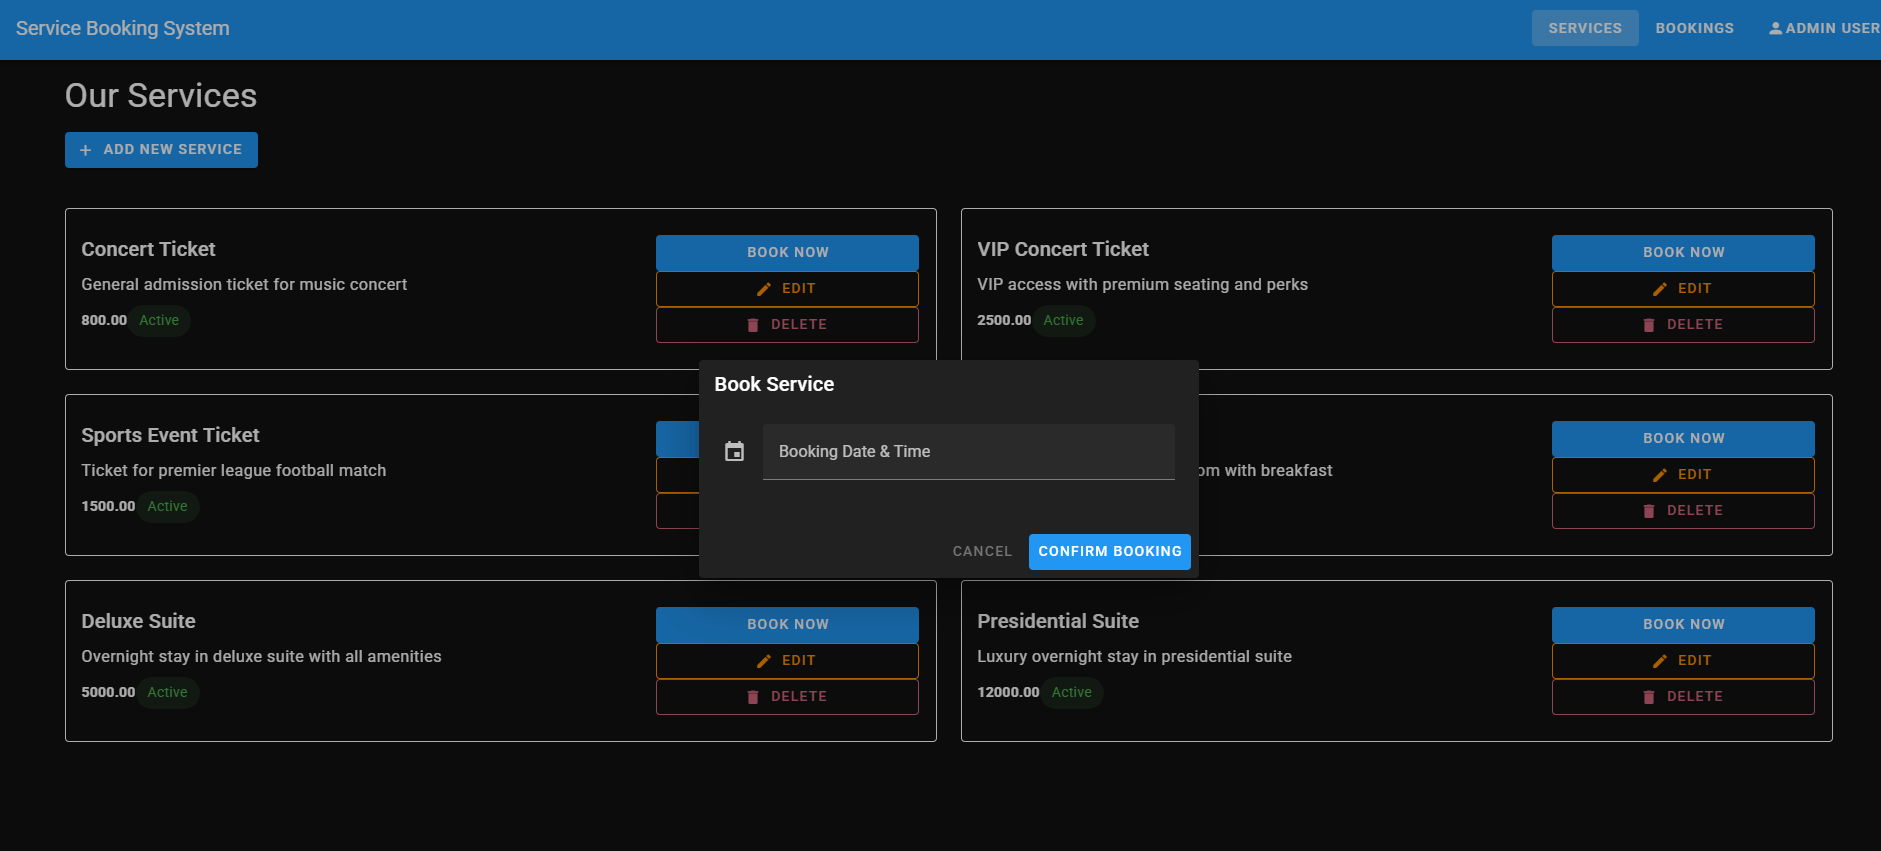 Service Booking System
SERVICES
BOOKINGS
ADMIN USER
Our Services
+ ADD NEW SERVICE
Concert Ticket
General admission ticket for music concert
800.00 Active
BOOK NOW
EDIT
DELETE
VIP Concert Ticket
VIP access with premium seating and perks
2500.00 Active
BOOK NOW
EDIT
DELETE
Sports Event Ticket
Ticket for premier league football match
1500.00 Active
with breakfast
BOOK NOW
EDIT
DELETE
Book Service
Booking Date & Time
CANCEL
CONFIRM BOOKING
Deluxe Suite
Overnight stay in deluxe suite with all amenities
5000.00 Active
BOOK NOW
EDIT
DELETE
Presidential Suite
Luxury overnight stay in presidential suite
12000.00 Active
BOOK NOW
EDIT
DELETE